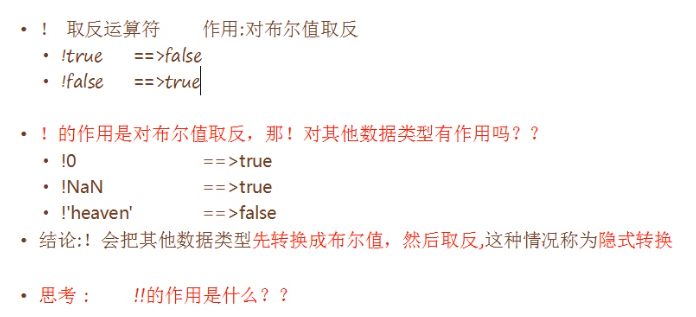 • ！ 取反运算符 作用:对布尔值取反
• !true ==>false
• !false ==>true
• ！的作用是对布尔值取反，那！对其他数据类型有作用吗？？
• !0 ==>true
• !NaN ==>true
• !'heaven' ==>false
• 结论:！会把其他数据类型先转换成布尔值，然后取反,这种情况称为隐式转换
• 思考： !!的作用是什么？？